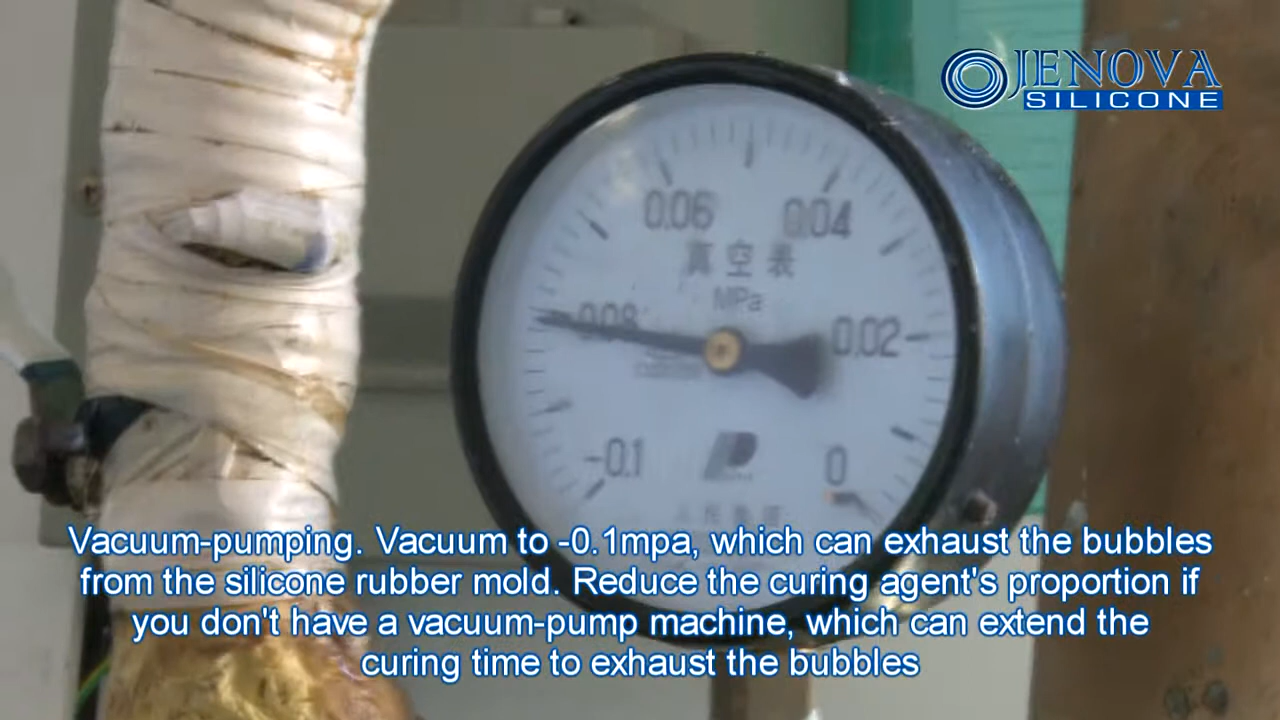 JENOVA
SILICONE
0.06 0.04
真空表
MPa
0.08 0.02
-0.1 0
Vacuum-pumping. Vacuum to -0.1mpa, which can exhaust the bubbles
from the silicone rubber mold. Reduce the curing agent's proportion if
you don't have a vacuum-pump machine, which can extend the
curing time to exhaust the bubbles